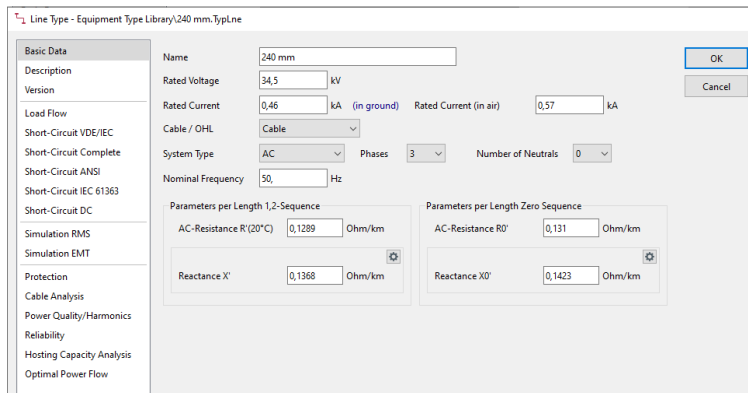 Line Type - Equipment Type Library\240 mm.TypLne
Basic Data
Description
Version
Load Flow
Short-Circuit VDE/IEC
Short-Circuit Complete
Short-Circuit ANSI
Short-Circuit IEC 61363
Short-Circuit DC
Simulation RMS
Simulation EMT
Protection
Cable Analysis
Power Quality/Harmonics
Reliability
Hosting Capacity Analysis
Optimal Power Flow
Name 240 mm
Rated Voltage 34,5 kV
Rated Current 0,46 kA (in ground) Rated Current (in air) 0,57 kA
Cable / OHL Cable
System Type AC Phases 3 Number of Neutrals 0
Nominal Frequency 50, Hz
Parameters per Length 1,2-Sequence
AC-Resistance R'(20°C) 0,1289 Ohm/km
Reactance X' 0,1368 Ohm/km
Parameters per Length Zero Sequence
AC-Resistance R0' 0,131 Ohm/km
Reactance X0' 0,1423 Ohm/km
OK
Cancel